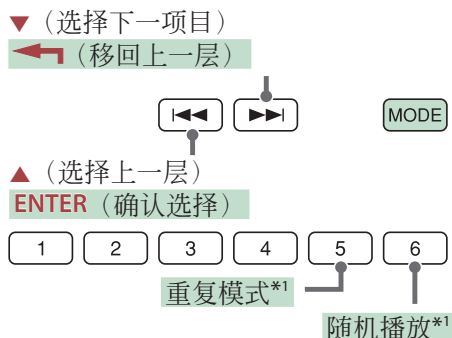 ▼（选择下一项目）
（移回上一层）
MODE
▲（选择上一层）
ENTER（确认选择）
1 2 3 4 5 6
重复模式*1
随机播放*1